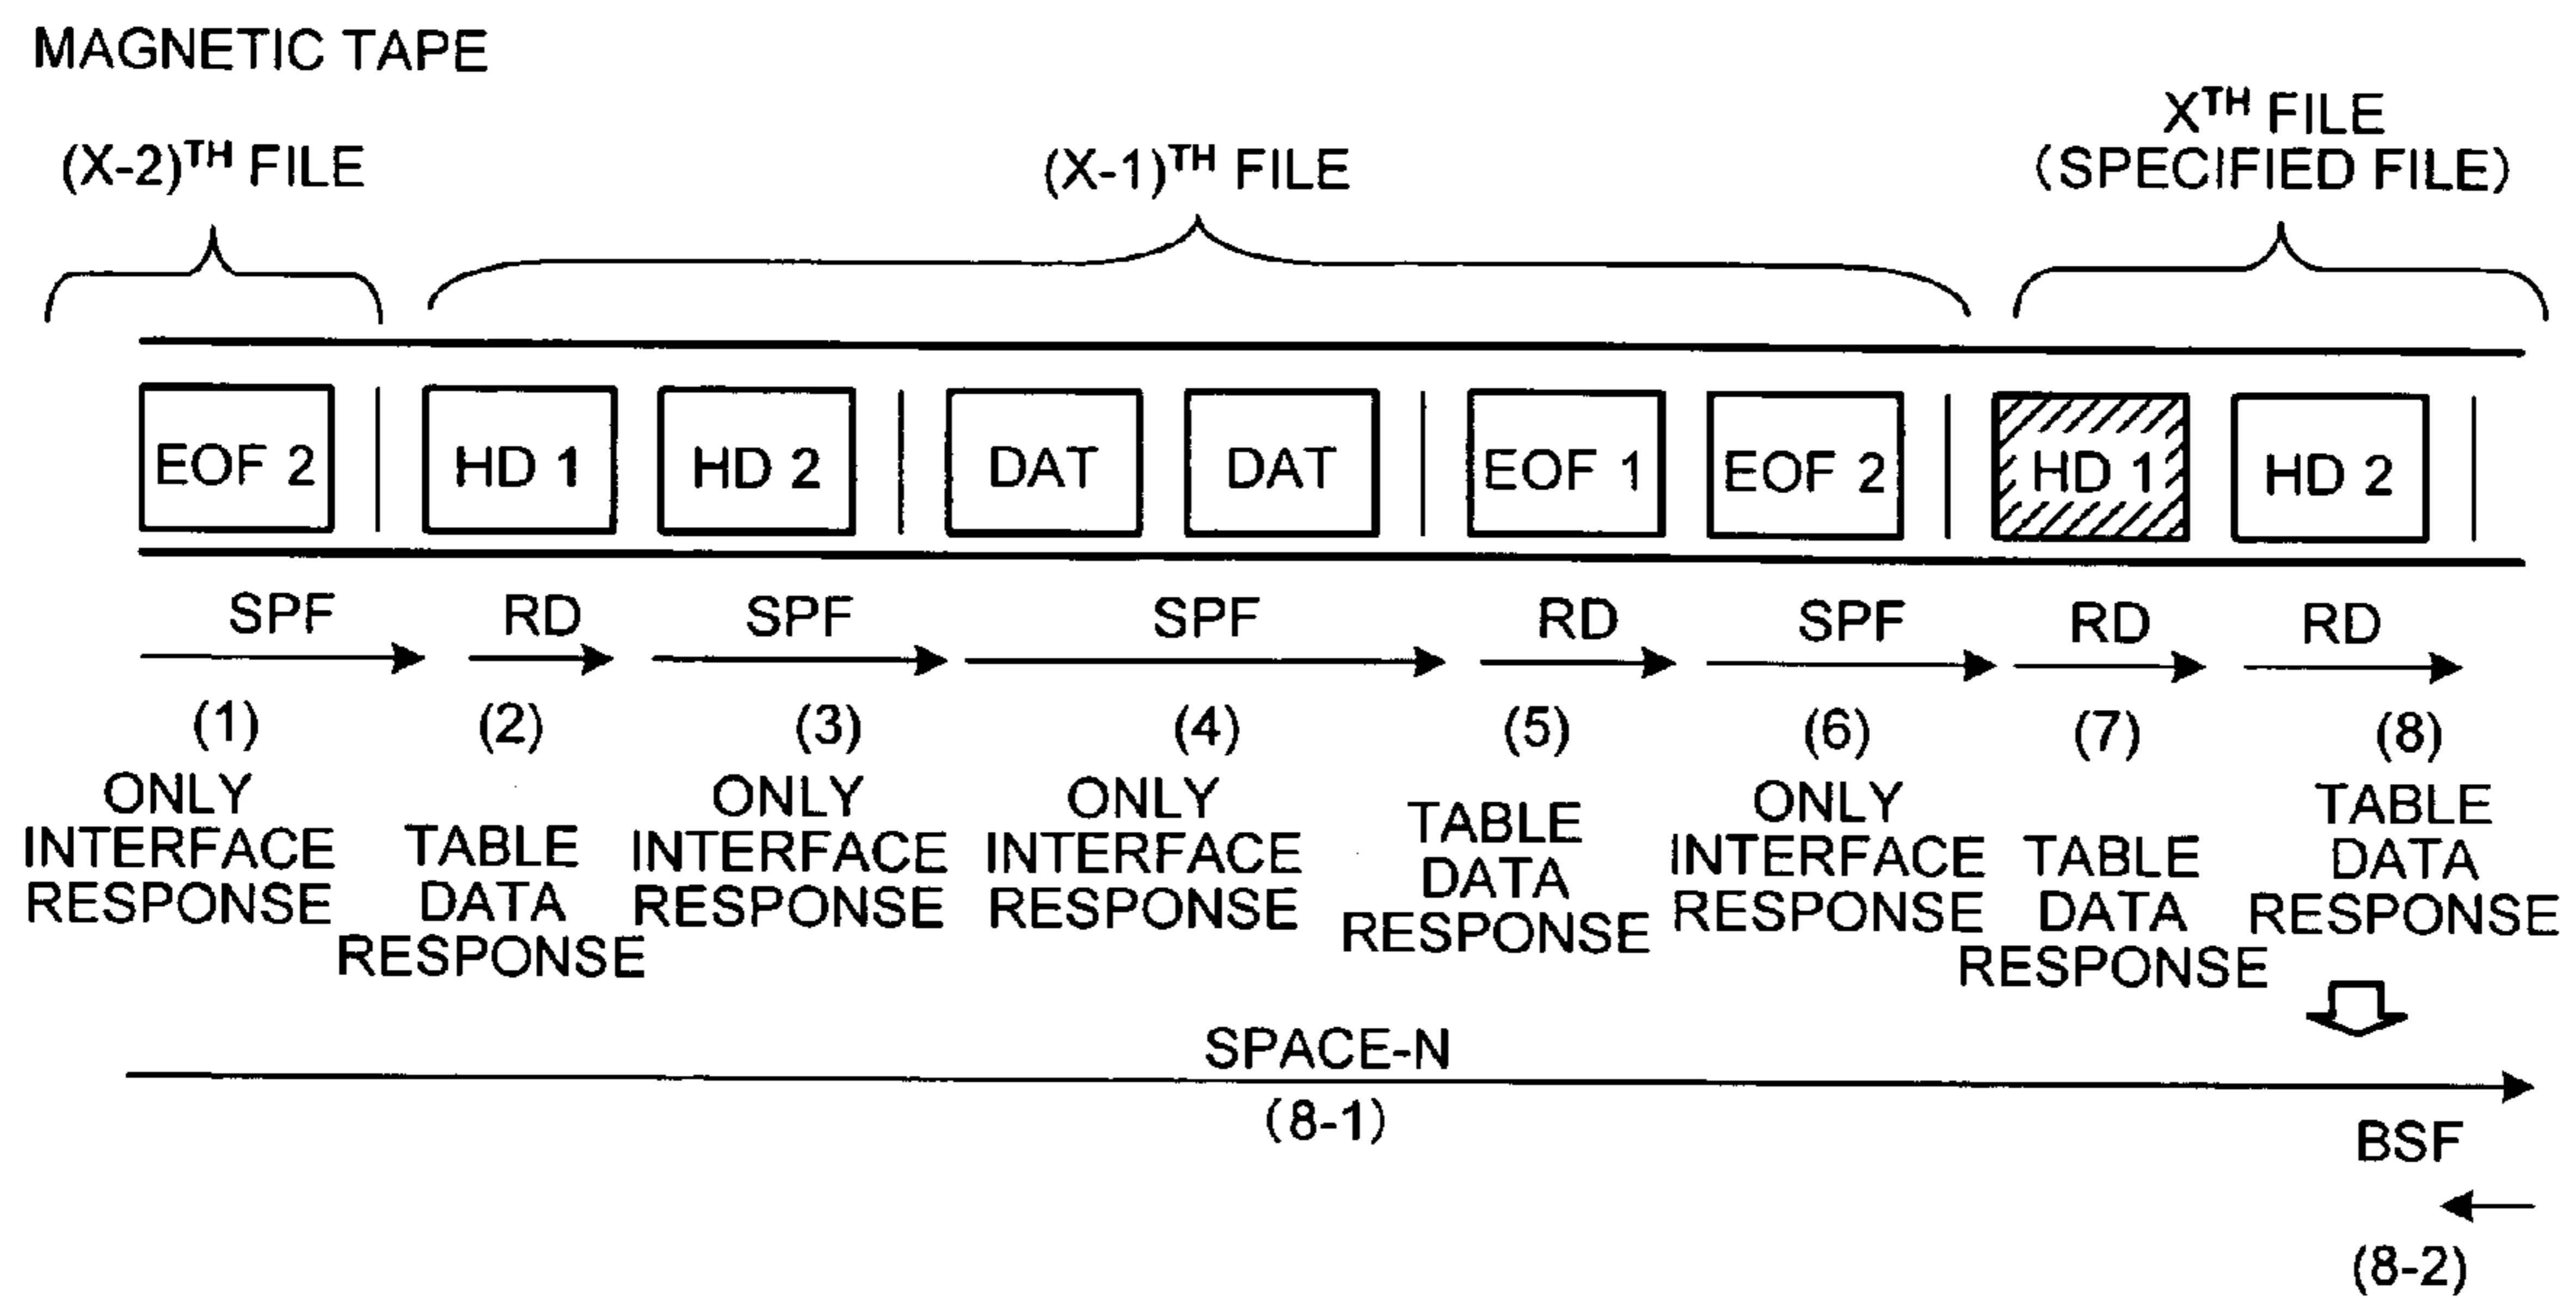 MAGNETIC TAPE
(X-2)TH FILE
(X-1)TH FILE
XTH FILE
(SPECIFIED FILE)
EOF 2
HD 1
HD 2
DAT
DAT
EOF 1
EOF 2
HD 1
HD 2
SPF
RD
SPF
SPF
RD
SPF
RD
RD
(1)
(2)
(3)
(4)
(5)
(6)
(7)
(8)
ONLY
INTERFACE
RESPONSE
TABLE
DATA
RESPONSE
ONLY
INTERFACE
RESPONSE
ONLY
INTERFACE
RESPONSE
TABLE
DATA
RESPONSE
ONLY
INTERFACE
RESPONSE
TABLE
DATA
RESPONSE
TABLE
DATA
RESPONSE
SPACE-N
(8-1)
BSF
(8-2)